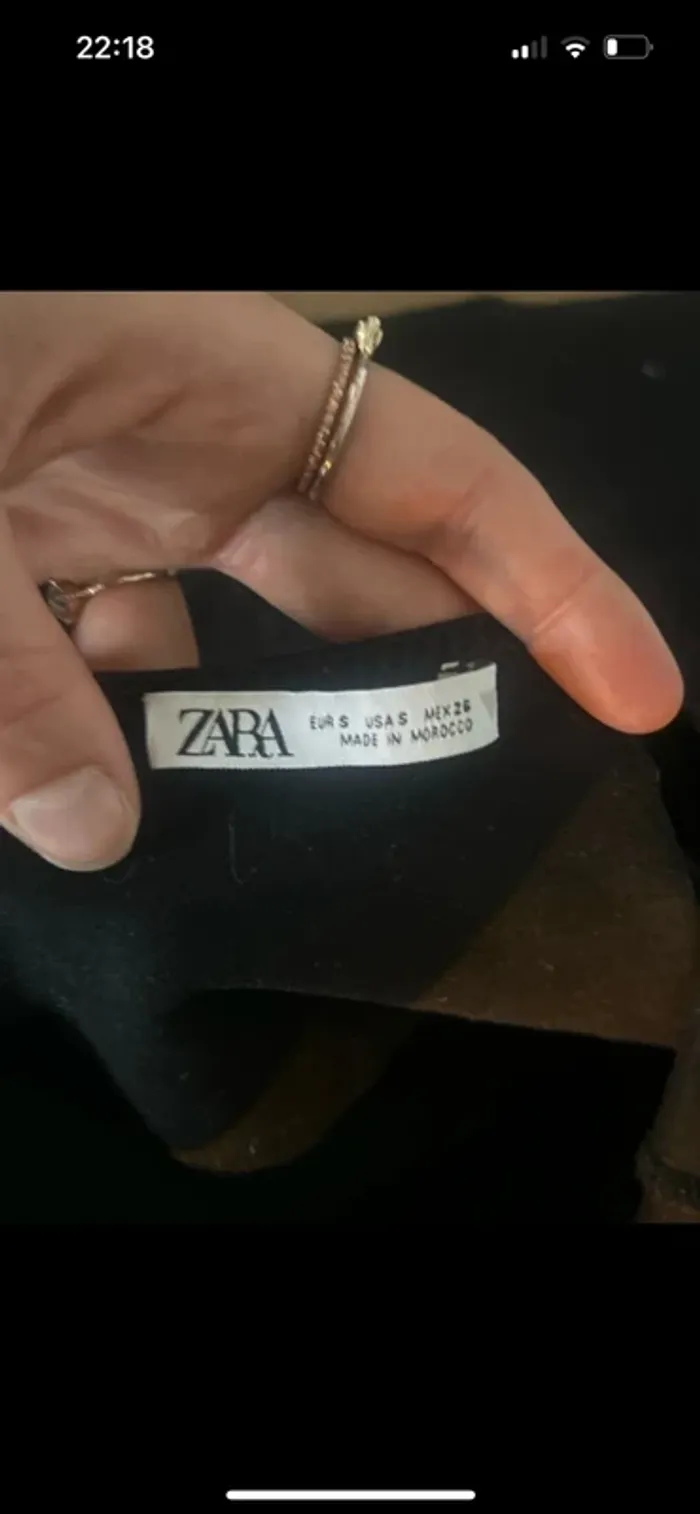 22:18
ZARA
EUR S USA S MEX 26
MADE IN MOROCCO